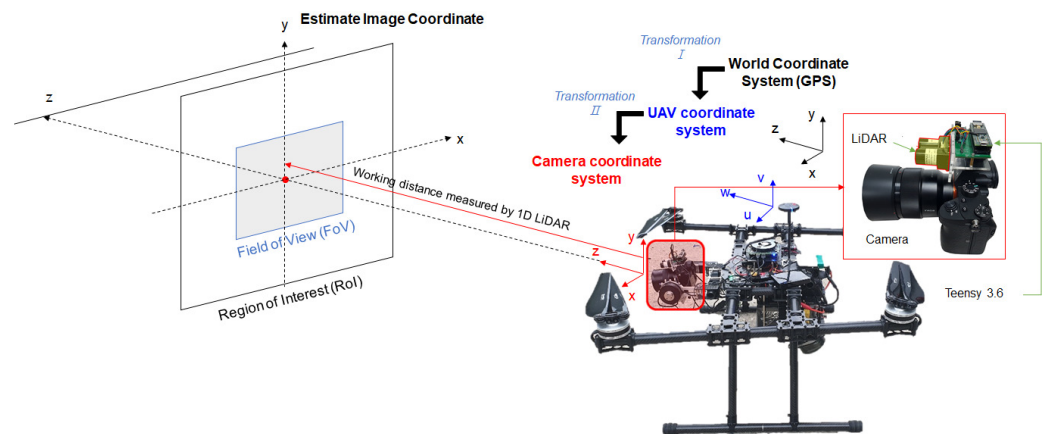 Estimate Image Coordinate
y
z
x
Working distance measured by 1D LiDAR
Field of View (FoV)
Region of Interest (RoI)
Transformation
I
World Coordinate
System (GPS)
Transformation
II
UAV coordinate
system
Camera coordinate
system
y
z
x
v
w
u
y
z
x
LiDAR
Camera
Teensy 3.6